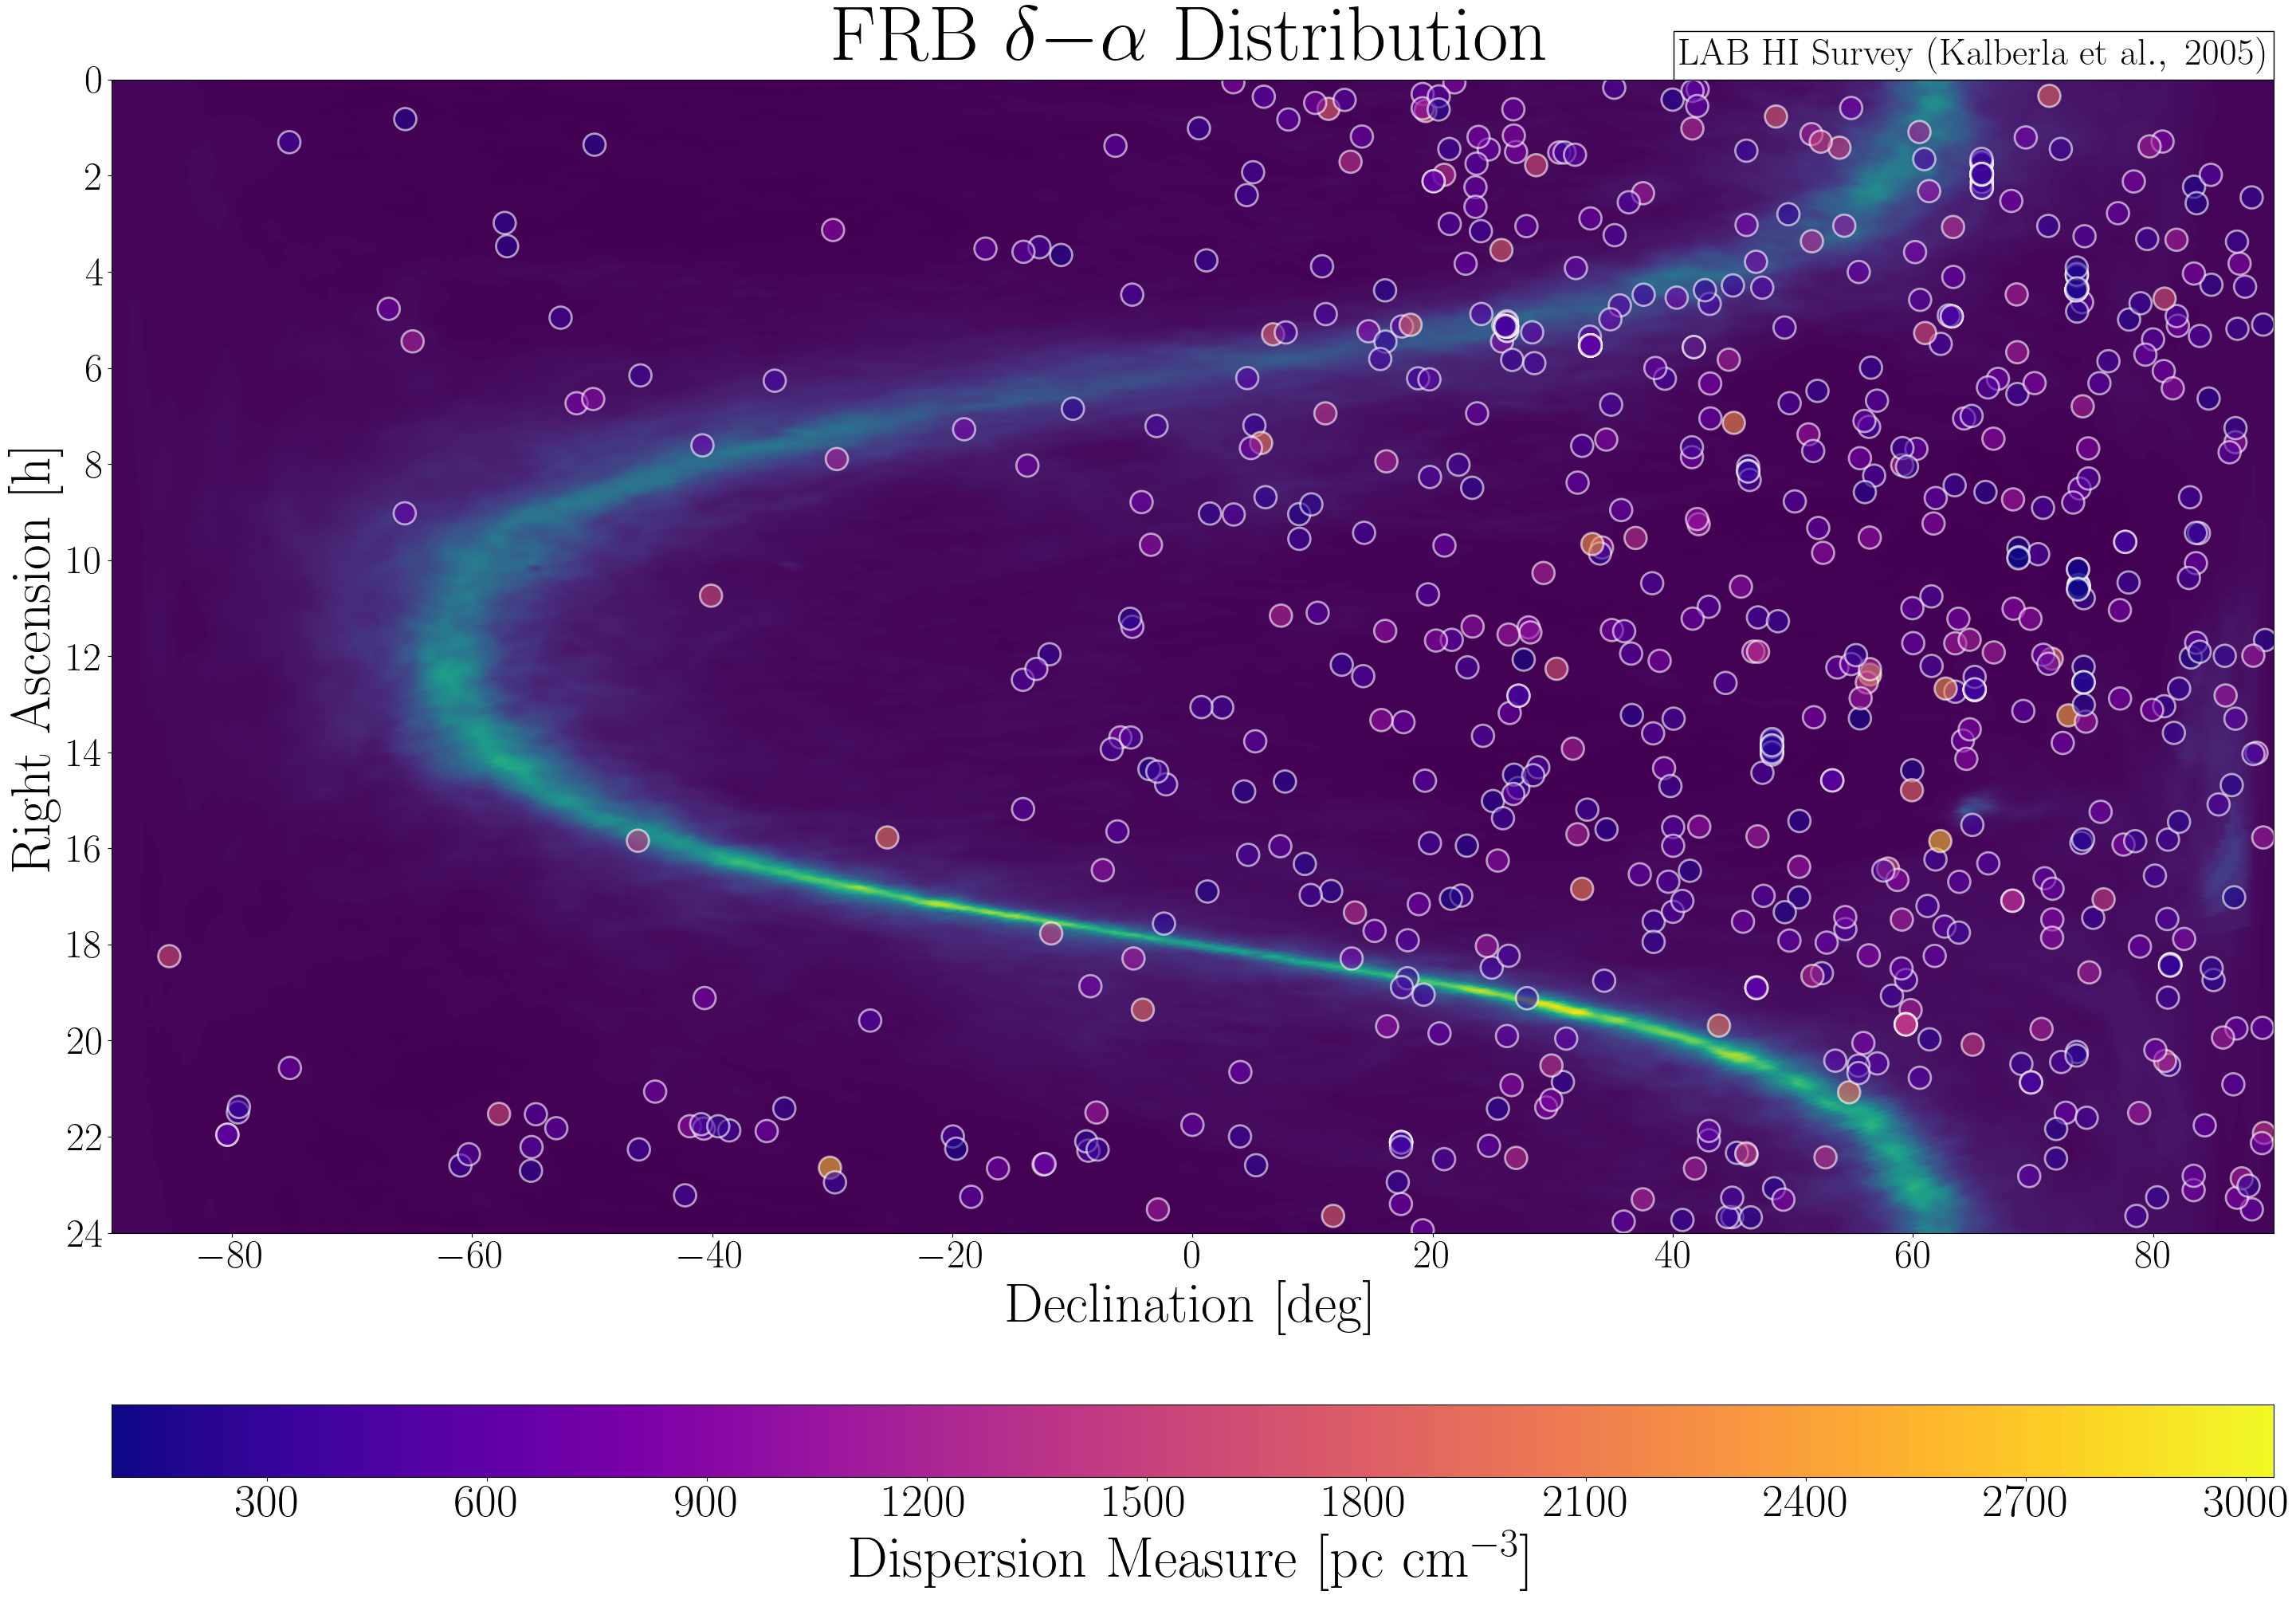 FRB δ−α Distribution
LAB HI Survey (Kalberla et al., 2005)
0
2
4
6
8
10
12
14
16
18
20
22
24
Right Ascension [h]
−80 −60 −40 −20 0 20 40 60 80
Declination [deg]
300 600 900 1200 1500 1800 2100 2400 2700 3000
Dispersion Measure [pc cm⁻³]